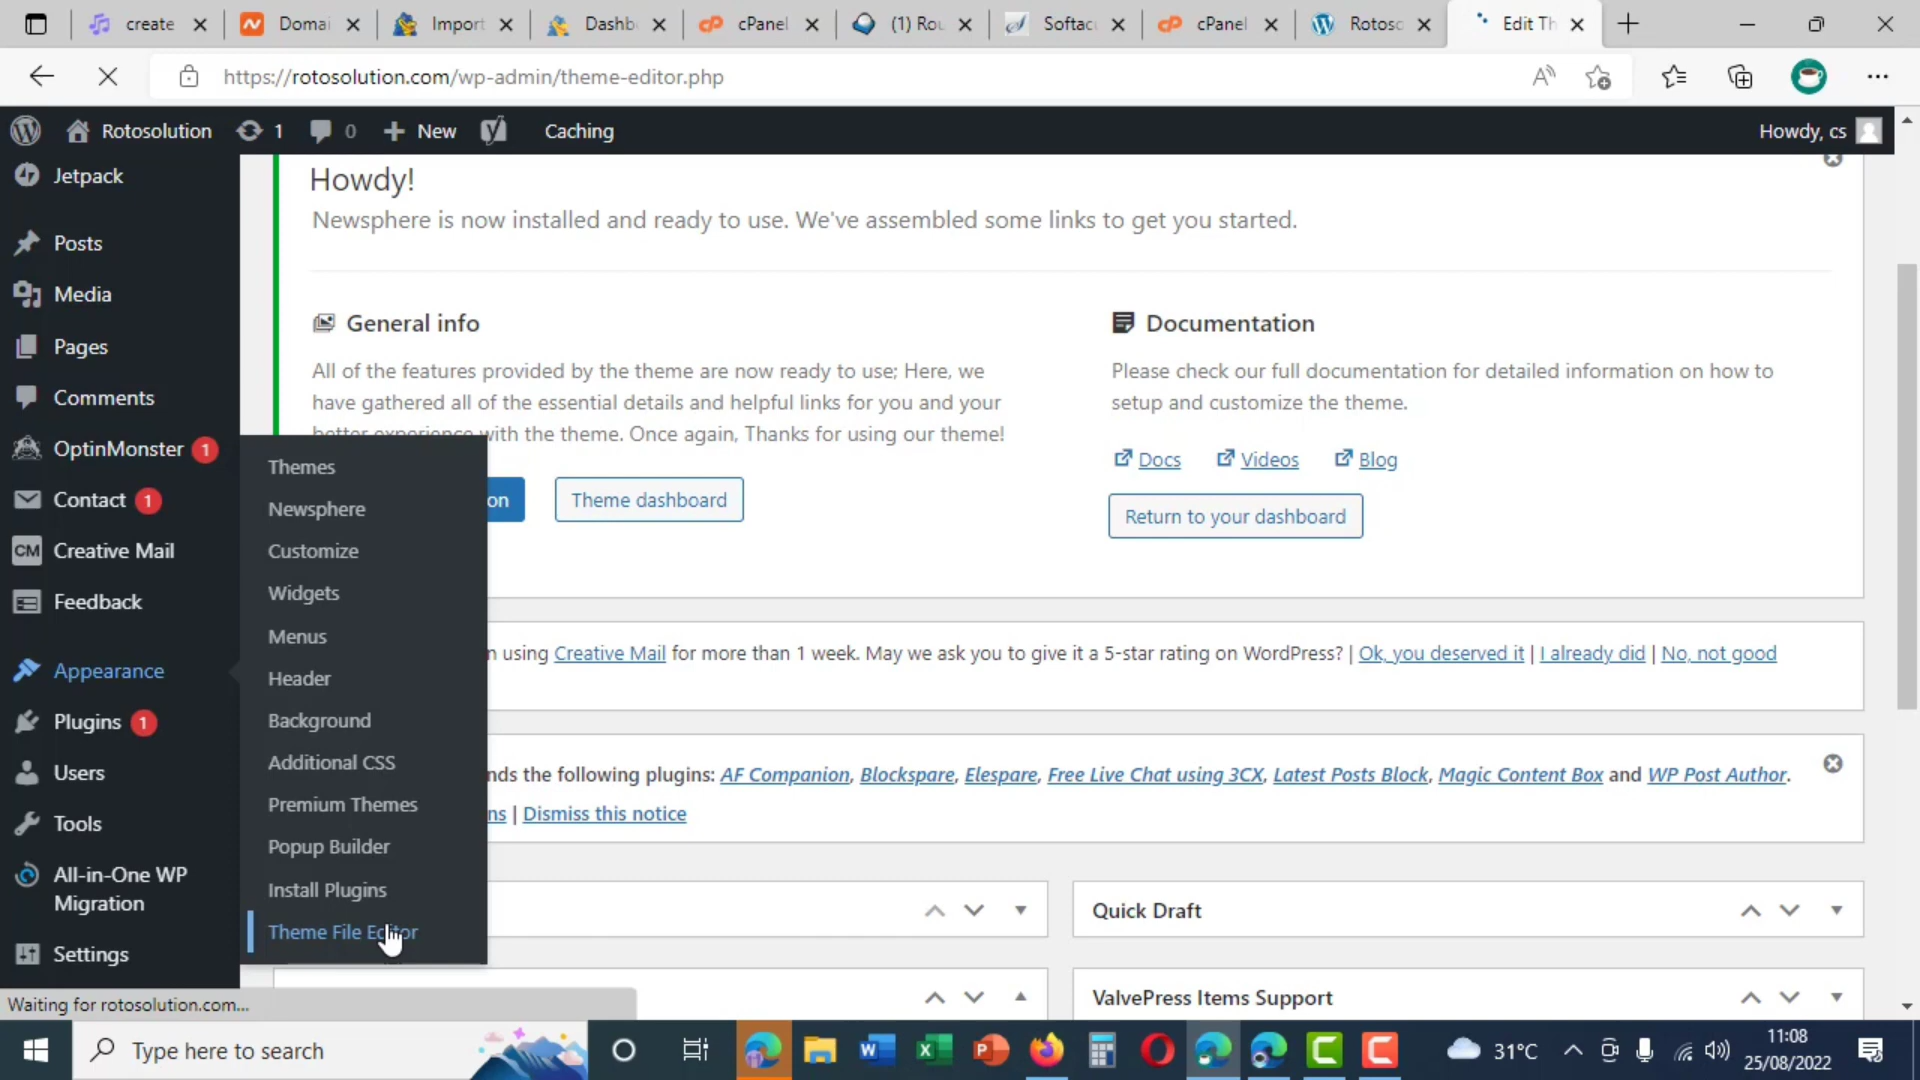 create
Domai
Import
Dashb
cPanel
(1) Rou
Softacu
cPanel
Rotoso
Edit Th
https://rotosolution.com/wp-admin/theme-editor.php
Rotosolution
1
0
New
Caching
Howdy, cs
Jetpack
Posts
Media
Pages
Comments
OptinMonster 1
Contact 1
CM Creative Mail
Feedback
Appearance
Plugins 1
Users
Tools
All-in-One WP
Migration
Settings
Themes
Newsphere
Customize
Widgets
Menus
Header
Background
Additional CSS
Premium Themes
Popup Builder
Install Plugins
Theme File Editor
Howdy!
Newsphere is now installed and ready to use. We've assembled some links to get you started.
General info
All of the features provided by the theme are now ready to use; Here, we
have gathered all of the essential details and helpful links for you and your
better experience with the theme. Once again, Thanks for using our theme!
on
Theme dashboard
Documentation
Please check our full documentation for detailed information on how to
setup and customize the theme.
Docs
Videos
Blog
Return to your dashboard
n using Creative Mail for more than 1 week. May we ask you to give it a 5-star rating on WordPress? | Ok, you deserved it | I already did | No, not good
nds the following plugins: AF Companion, Blockspare, Elespare, Free Live Chat using 3CX, Latest Posts Block, Magic Content Box and WP Post Author.
ns | Dismiss this notice
Quick Draft
ValvePress Items Support
Waiting for rotosolution.com...
Type here to search
31°C
11:08
25/08/2022